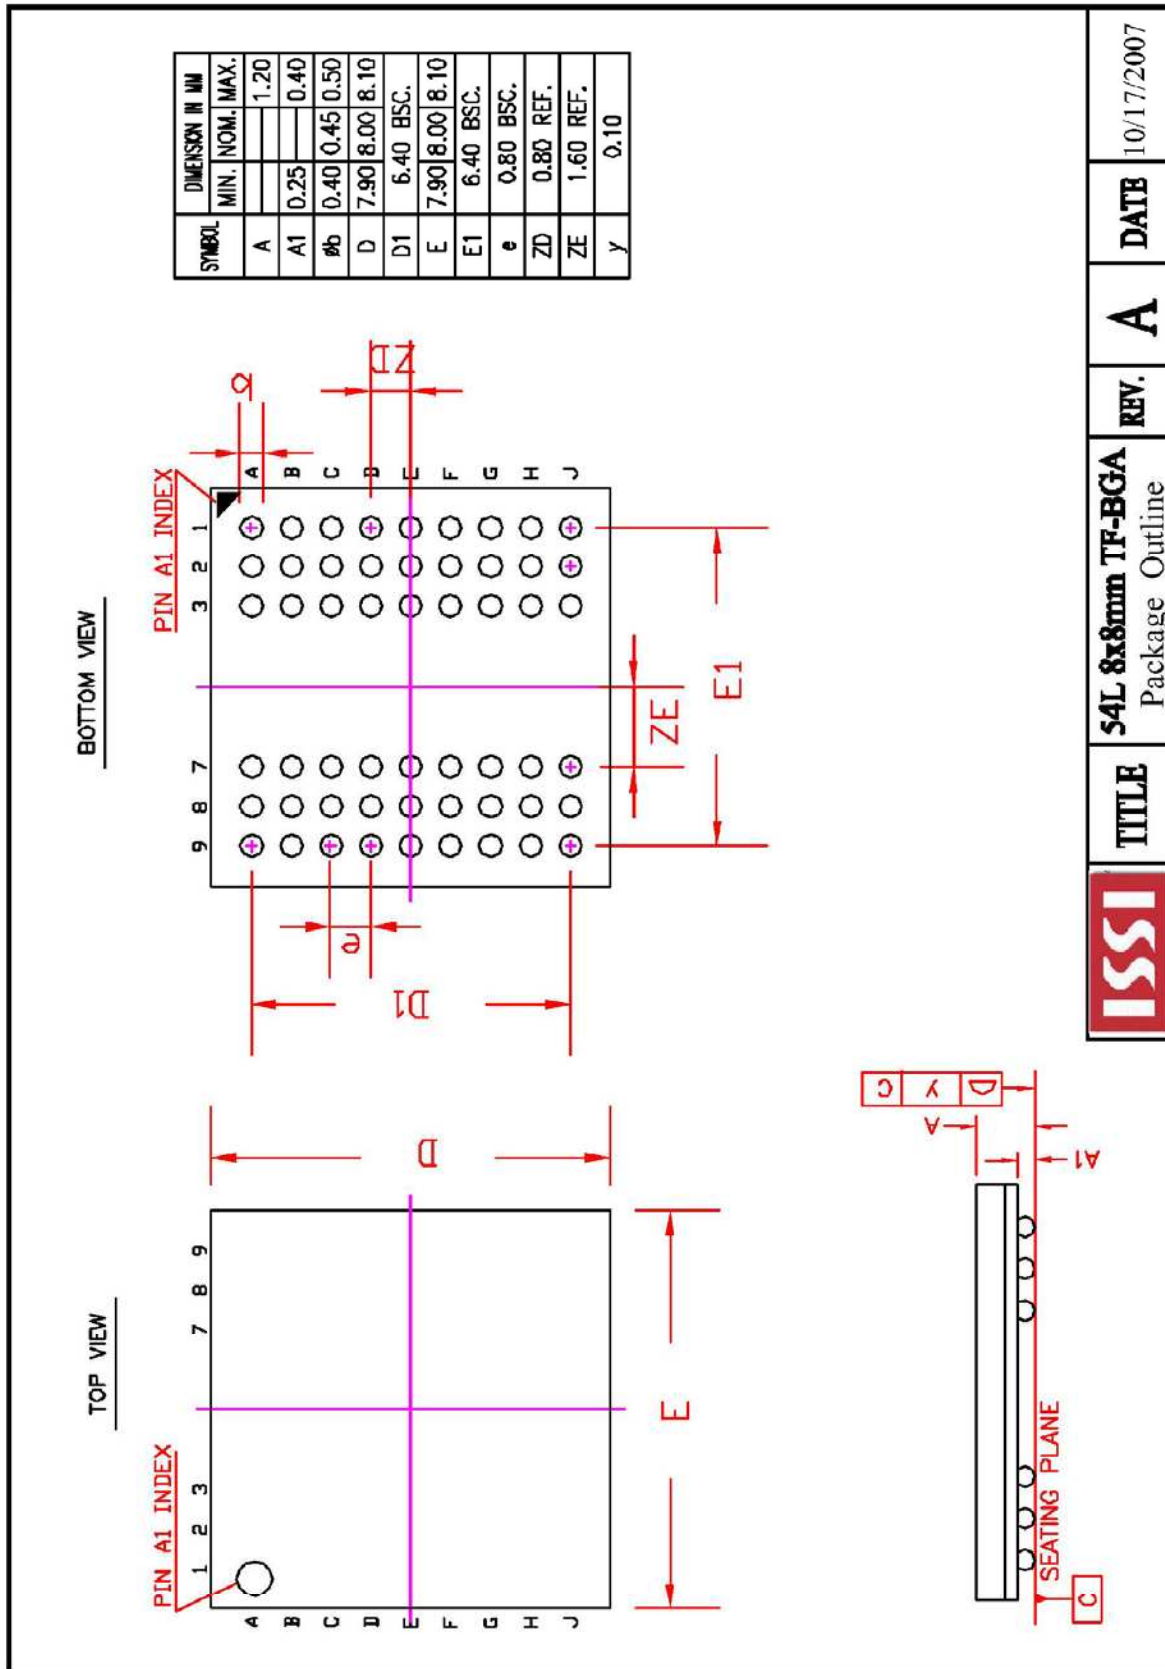 TOP VIEW
BOTTOM VIEW
PIN A1 INDEX
1 2 3 7 8 9
A
B
C
D
E
F
G
H
J
D
E
PIN A1 INDEX
9 8 7 3 2 1
A
B
C
D
E
F
G
H
J
b
e
D1
ZD
ZE
E1
SYMBOL DIMENSION IN MM
MIN. NOM. MAX.
A 1.20
A1 0.25 0.40
øb 0.40 0.45 0.50
D 7.90 8.00 8.10
D1 6.40 BSC.
E 7.90 8.00 8.10
E1 6.40 BSC.
e 0.80 BSC.
ZD 0.80 REF.
ZE 1.60 REF.
y 0.10
SEATING PLANE
C
A
A1
y C
ISSI
TITLE
54L 8x8mm TF-BGA
Package Outline
REV.
A
DATE
10/17/2007